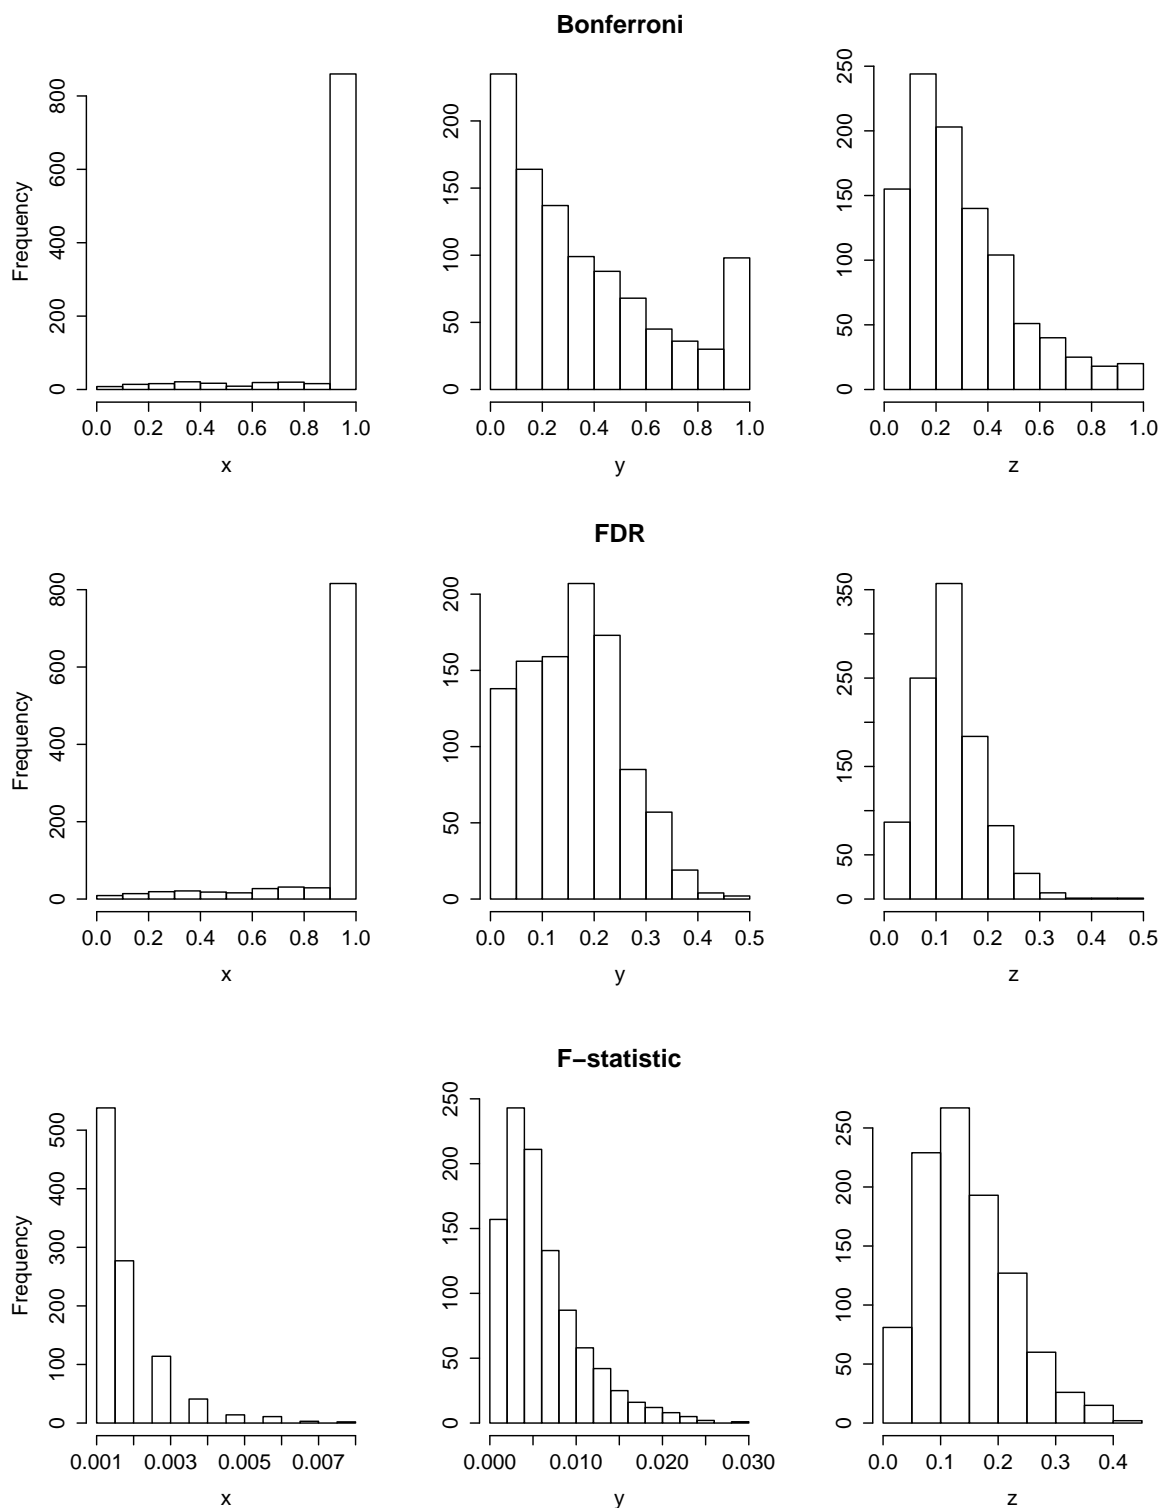 Bonferroni
Frequency
0 200 400 600 800
0.0 0.2 0.4 0.6 0.8 1.0
x
0 50 100 150 200
0.0 0.2 0.4 0.6 0.8 1.0
y
0 50 100 150 200 250
0.0 0.2 0.4 0.6 0.8 1.0
z
FDR
Frequency
0 200 400 600 800
0.0 0.2 0.4 0.6 0.8 1.0
x
0 50 100 150 200
0.0 0.1 0.2 0.3 0.4 0.5
y
0 50 150 250 350
0.0 0.1 0.2 0.3 0.4 0.5
z
F−statistic
Frequency
0 100 200 300 400 500
0.001 0.003 0.005 0.007
x
0 50 100 150 200 250
0.000 0.010 0.020 0.030
y
0 50 100 150 200 250
0.0 0.1 0.2 0.3 0.4
z